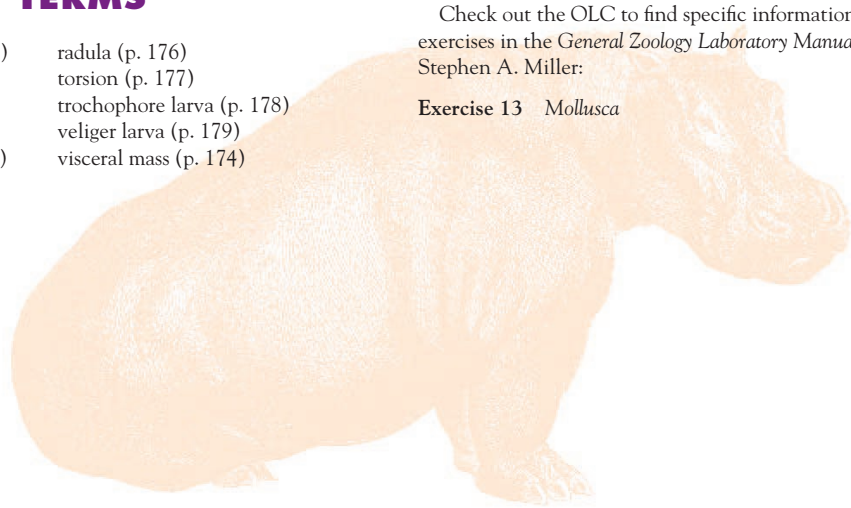 TERMS
)
radula (p. 176)
torsion (p. 177)
trochophore larva (p. 178)
veliger larva (p. 179)
)
visceral mass (p. 174)
Check out the OLC to find specific information
exercises in the General Zoology Laboratory
Stephen A. Miller:
Exercise 13 Mollusca